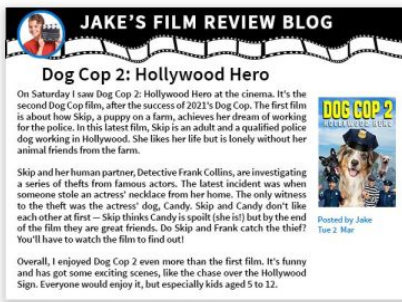 JAKE'S FILM REVIEW BLOG
Dog Cop 2: Hollywood Hero
On Saturday I saw Dog Cop 2: Hollywood Hero at the cinema. It's the
second Dog Cop film, after the success of 2021's Dog Cop. The first film
is about how Skip, a puppy on a farm, achieves her dream of working
for the police. In this latest film, Skip is an adult and a qualified police
dog working in Hollywood. She likes her life but is lonely without her
animal friends from the farm.
Skip and her human partner, Detective Frank Collins, are investigating
a series of thefts from famous actors. The latest incident was when
someone stole an actress' necklace from her home. The only witness
to the theft was the actress' dog, Candy. Skip and Candy don't like
each other at first — Skip thinks Candy is spoilt (she is!) but by the end
of the film they are great friends. Do Skip and Frank catch the thief?
You'll have to watch the film to find out!
Overall, I enjoyed Dog Cop 2 even more than the first film. It's funny
and has got some exciting scenes, like the chase over the Hollywood
Sign. Everyone would enjoy it, but especially kids aged 5 to 12.
DOG COP 2
HOLLYWOOD HERO
Posted by Jake
Tue 2 Mar